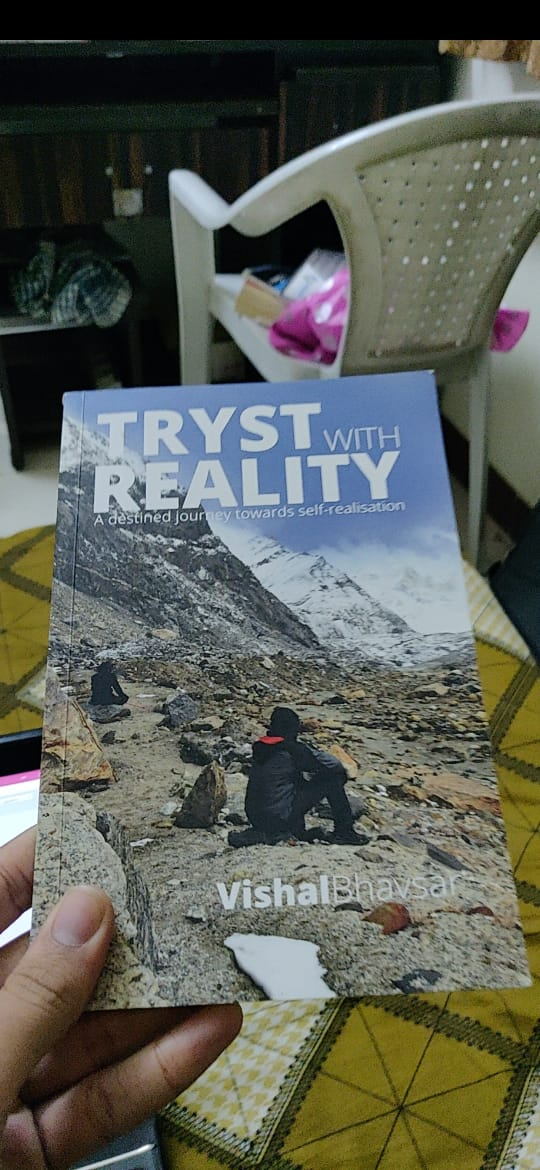 TRYST WITH
REALITY
A destined journey towards self-realisation
VishalBhavsar